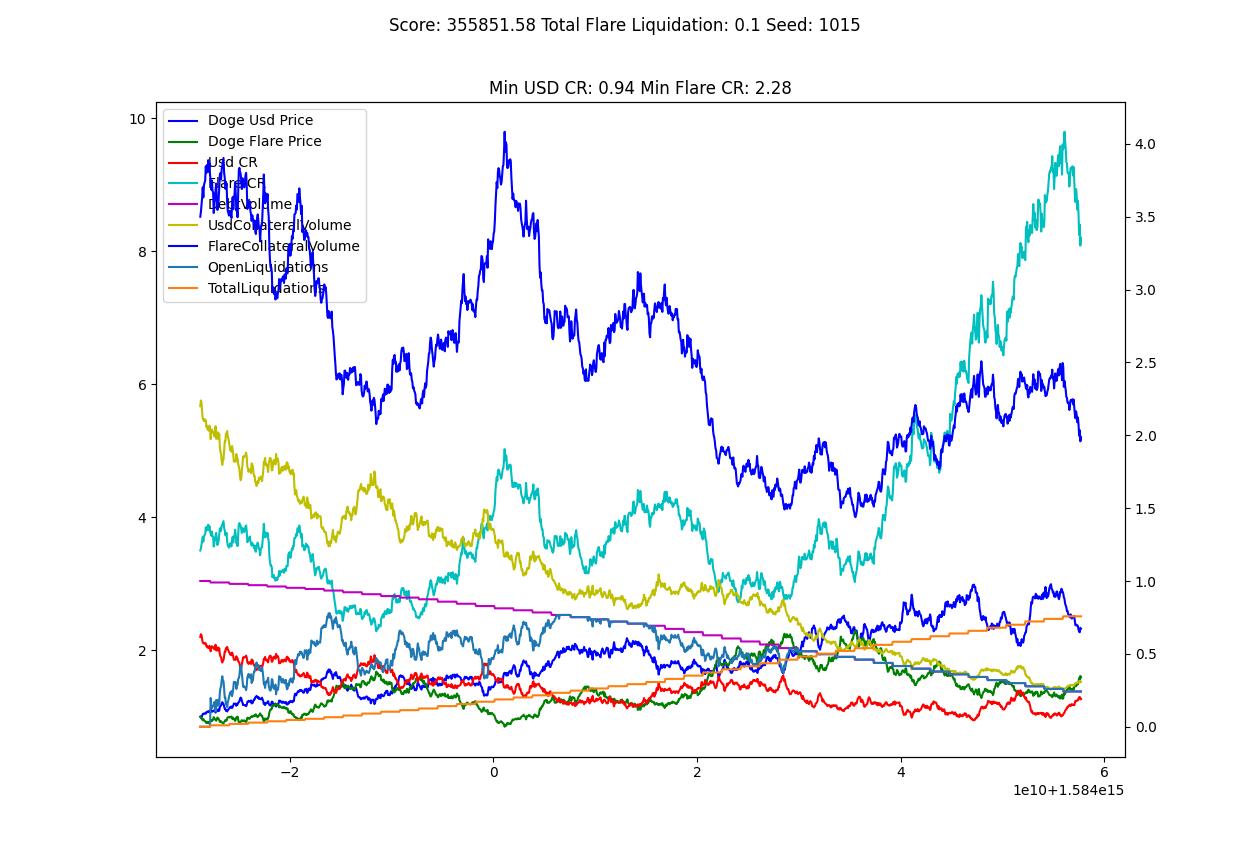 Score: 355851.58 Total Flare Liquidation: 0.1 Seed: 1015
Min USD CR: 0.94 Min Flare CR: 2.28
Doge Usd Price
Doge Flare Price
Usd CR
Flare CR
DebtVolume
UsdCollateralVolume
FlareCollateralVolume
OpenLiquidations
TotalLiquidations
10
8
6
4
2
4.0
3.5
3.0
2.5
2.0
1.5
1.0
0.5
0.0
−2
0
2
4
6
1e10+1.584e15